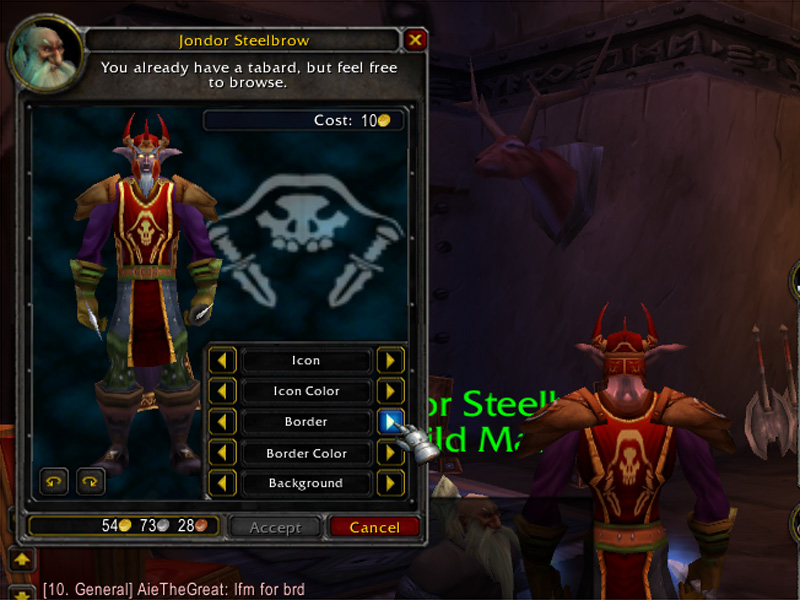 Jondor Steelbrow
You already have a tabard, but feel free
to browse.
Cost: 10
Icon
Icon Color
Border
Border Color
Background
54 73 28
Accept
Cancel
[10. General] AieTheGreat: lfm for brd